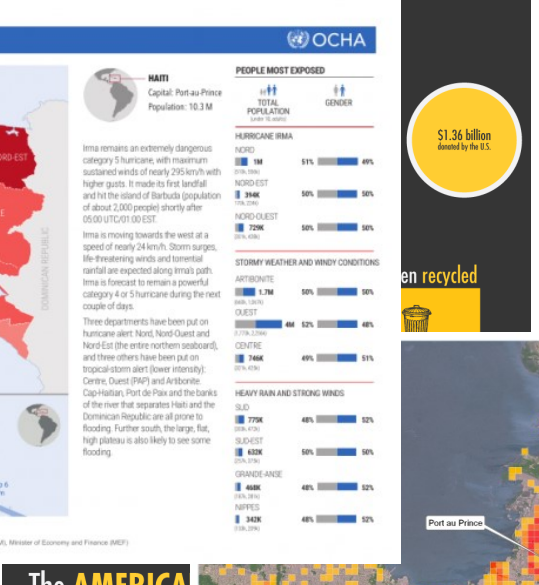 OCHA
HAITI
Capital: Port-au-Prince
Population: 10.3 M
Irma remains an extremely dangerous
category 5 hurricane, with maximum
sustained winds of nearly 295 km/h with
higher gusts. It made its first landfall
and hit the island of Barbuda (population
of about 2,000 people) shortly after
05:00 UTC/01:00 EST.
Irma is moving towards the west at a
speed of nearly 24 km/h. Storm surges,
life-threatening winds and torrential
rainfall are expected along Irma's path.
Irma is forecast to remain a powerful
category 4 or 5 hurricane during the next
couple of days.
Three departments have been put on
hurricane alert: Nord, Nord-Ouest and
Nord-Est (the entire northern seaboard),
and three others have been put on
tropical-storm alert (lower intensity):
Centre, Ouest (PAP) and Artibonite.
Cap-Haitian, Port de Paix and the banks
of the river that separates Haiti and the
Dominican Republic are all prone to
flooding. Further south, the large, flat,
high plateau is also likely to see some
flooding.
PEOPLE MOST EXPOSED
TOTAL
POPULATION
(under 18, adults)
GENDER
HURRICANE IRMA
NORD
1M 51% 49%
NORD-EST
394K 50% 50%
NORD-OUEST
729K 50% 50%
STORMY WEATHER AND WINDY CONDITIONS
ARTIBONITE
1.7M 50% 50%
OUEST
4M 52% 48%
CENTRE
746K 49% 51%
HEAVY RAIN AND STRONG WINDS
SUD
775K 48% 52%
SUD-EST
632K 50% 50%
GRANDE-ANSE
468K 48% 52%
NIPPES
342K 48% 52%
RD-EST
DOMINICAN REPUBLIC
M), Minister of Economy and Finance (MEF)
$1.36 billion
donated by the U.S.
en recycled
Port au Prince
The AMERICA